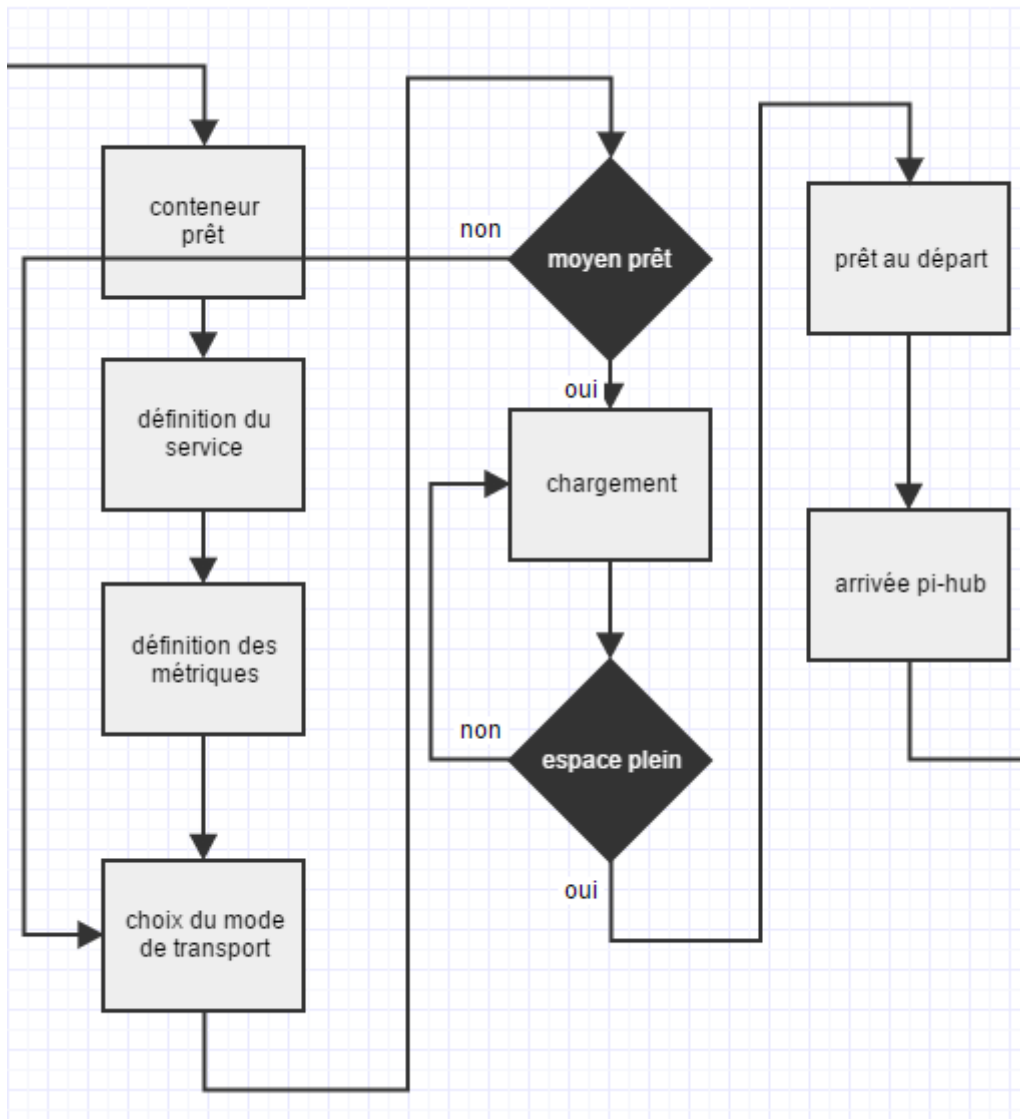 conteneur
prêt
définition du
service
définition des
métriques
choix du mode
de transport
non
moyen prêt
oui
chargement
non
espace plein
oui
prêt au départ
arrivée pi-hub